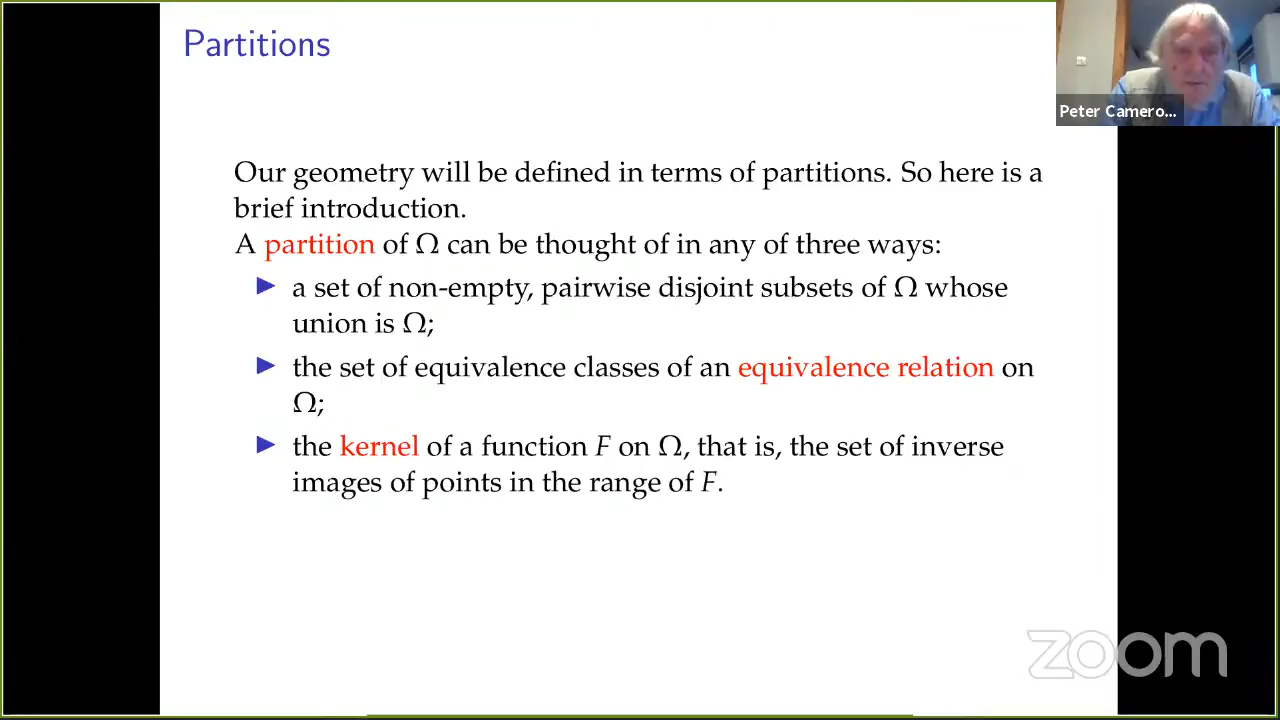 Partitions
Peter Camero...
Our geometry will be defined in terms of partitions. So here is a
brief introduction.
A partition of Ω can be thought of in any of three ways:
▶ a set of non-empty, pairwise disjoint subsets of Ω whose
union is Ω;
▶ the set of equivalence classes of an equivalence relation on
Ω;
▶ the kernel of a function F on Ω, that is, the set of inverse
images of points in the range of F.
zoom